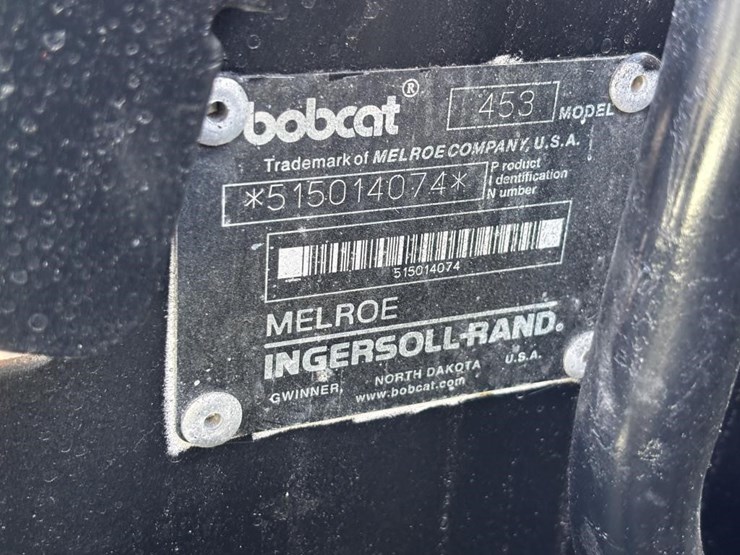 bobcat® 453 MODEL
Trademark of MELROE COMPANY, U.S.A.
*515014074* Product
Identification
Number
515014074
MELROE
INGERSOLL-RAND®
GWINNER, NORTH DAKOTA U.S.A.
www.bobcat.com